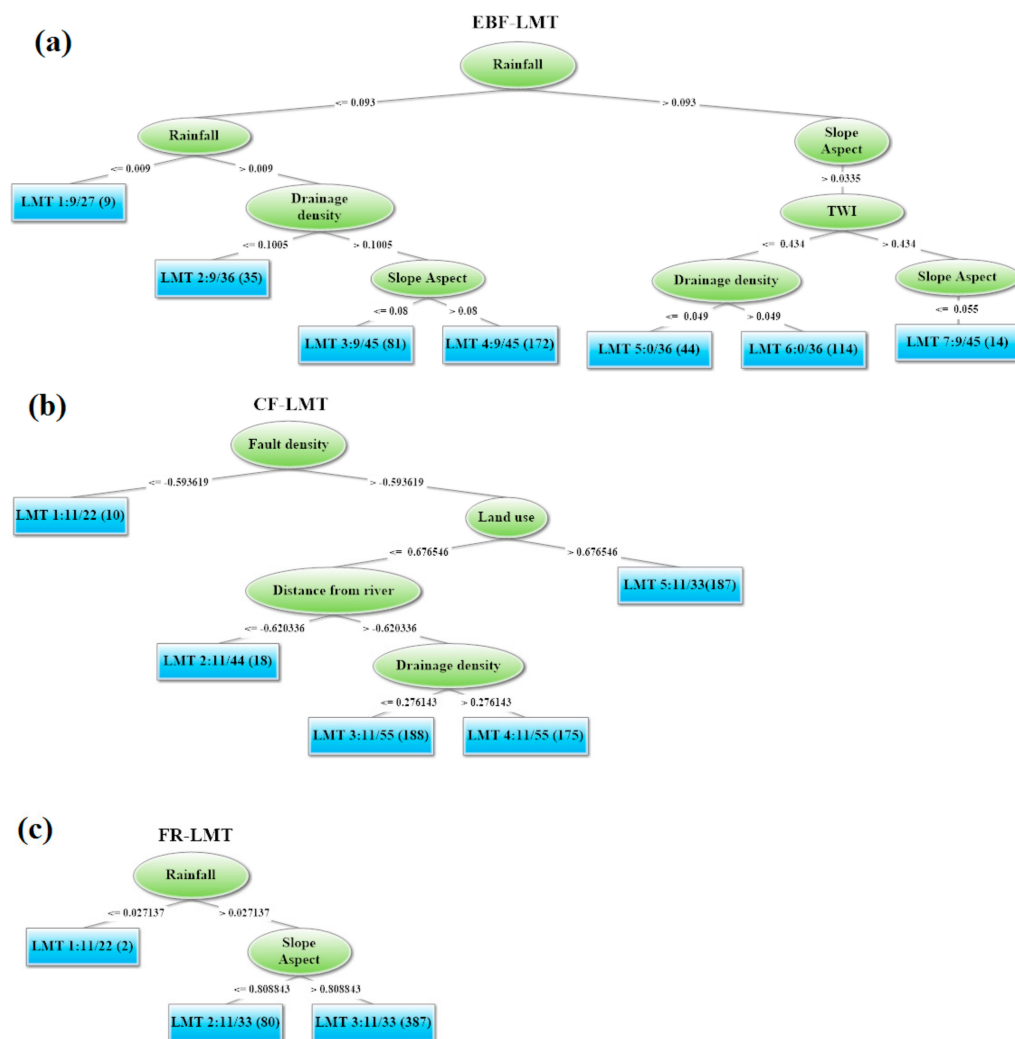 (a)
EBF-LMT
Rainfall
<= 0.093
> 0.093
Rainfall
Slope
Aspect
<= 0.009
> 0.009
> 0.0335
LMT 1:9/27 (9)
Drainage
density
TWI
<= 0.1005
> 0.1005
<= 0.434
> 0.434
LMT 2:9/36 (35)
Slope Aspect
Drainage density
Slope Aspect
<= 0.08
> 0.08
<= 0.049
> 0.049
<= 0.055
LMT 3:9/45 (81)
LMT 4:9/45 (172)
LMT 5:0/36 (44)
LMT 6:0/36 (114)
LMT 7:9/45 (14)
(b)
CF-LMT
Fault density
<= -0.593619
> -0.593619
LMT 1:11/22 (10)
Land use
<= 0.676546
> 0.676546
Distance from river
LMT 5:11/33(187)
<= -0.620336
> -0.620336
LMT 2:11/44 (18)
Drainage density
<= 0.276143
> 0.276143
LMT 3:11/55 (188)
LMT 4:11/55 (175)
(c)
FR-LMT
Rainfall
<= 0.027137
> 0.027137
LMT 1:11/22 (2)
Slope
Aspect
<= 0.808843
> 0.808843
LMT 2:11/33 (80)
LMT 3:11/33 (387)